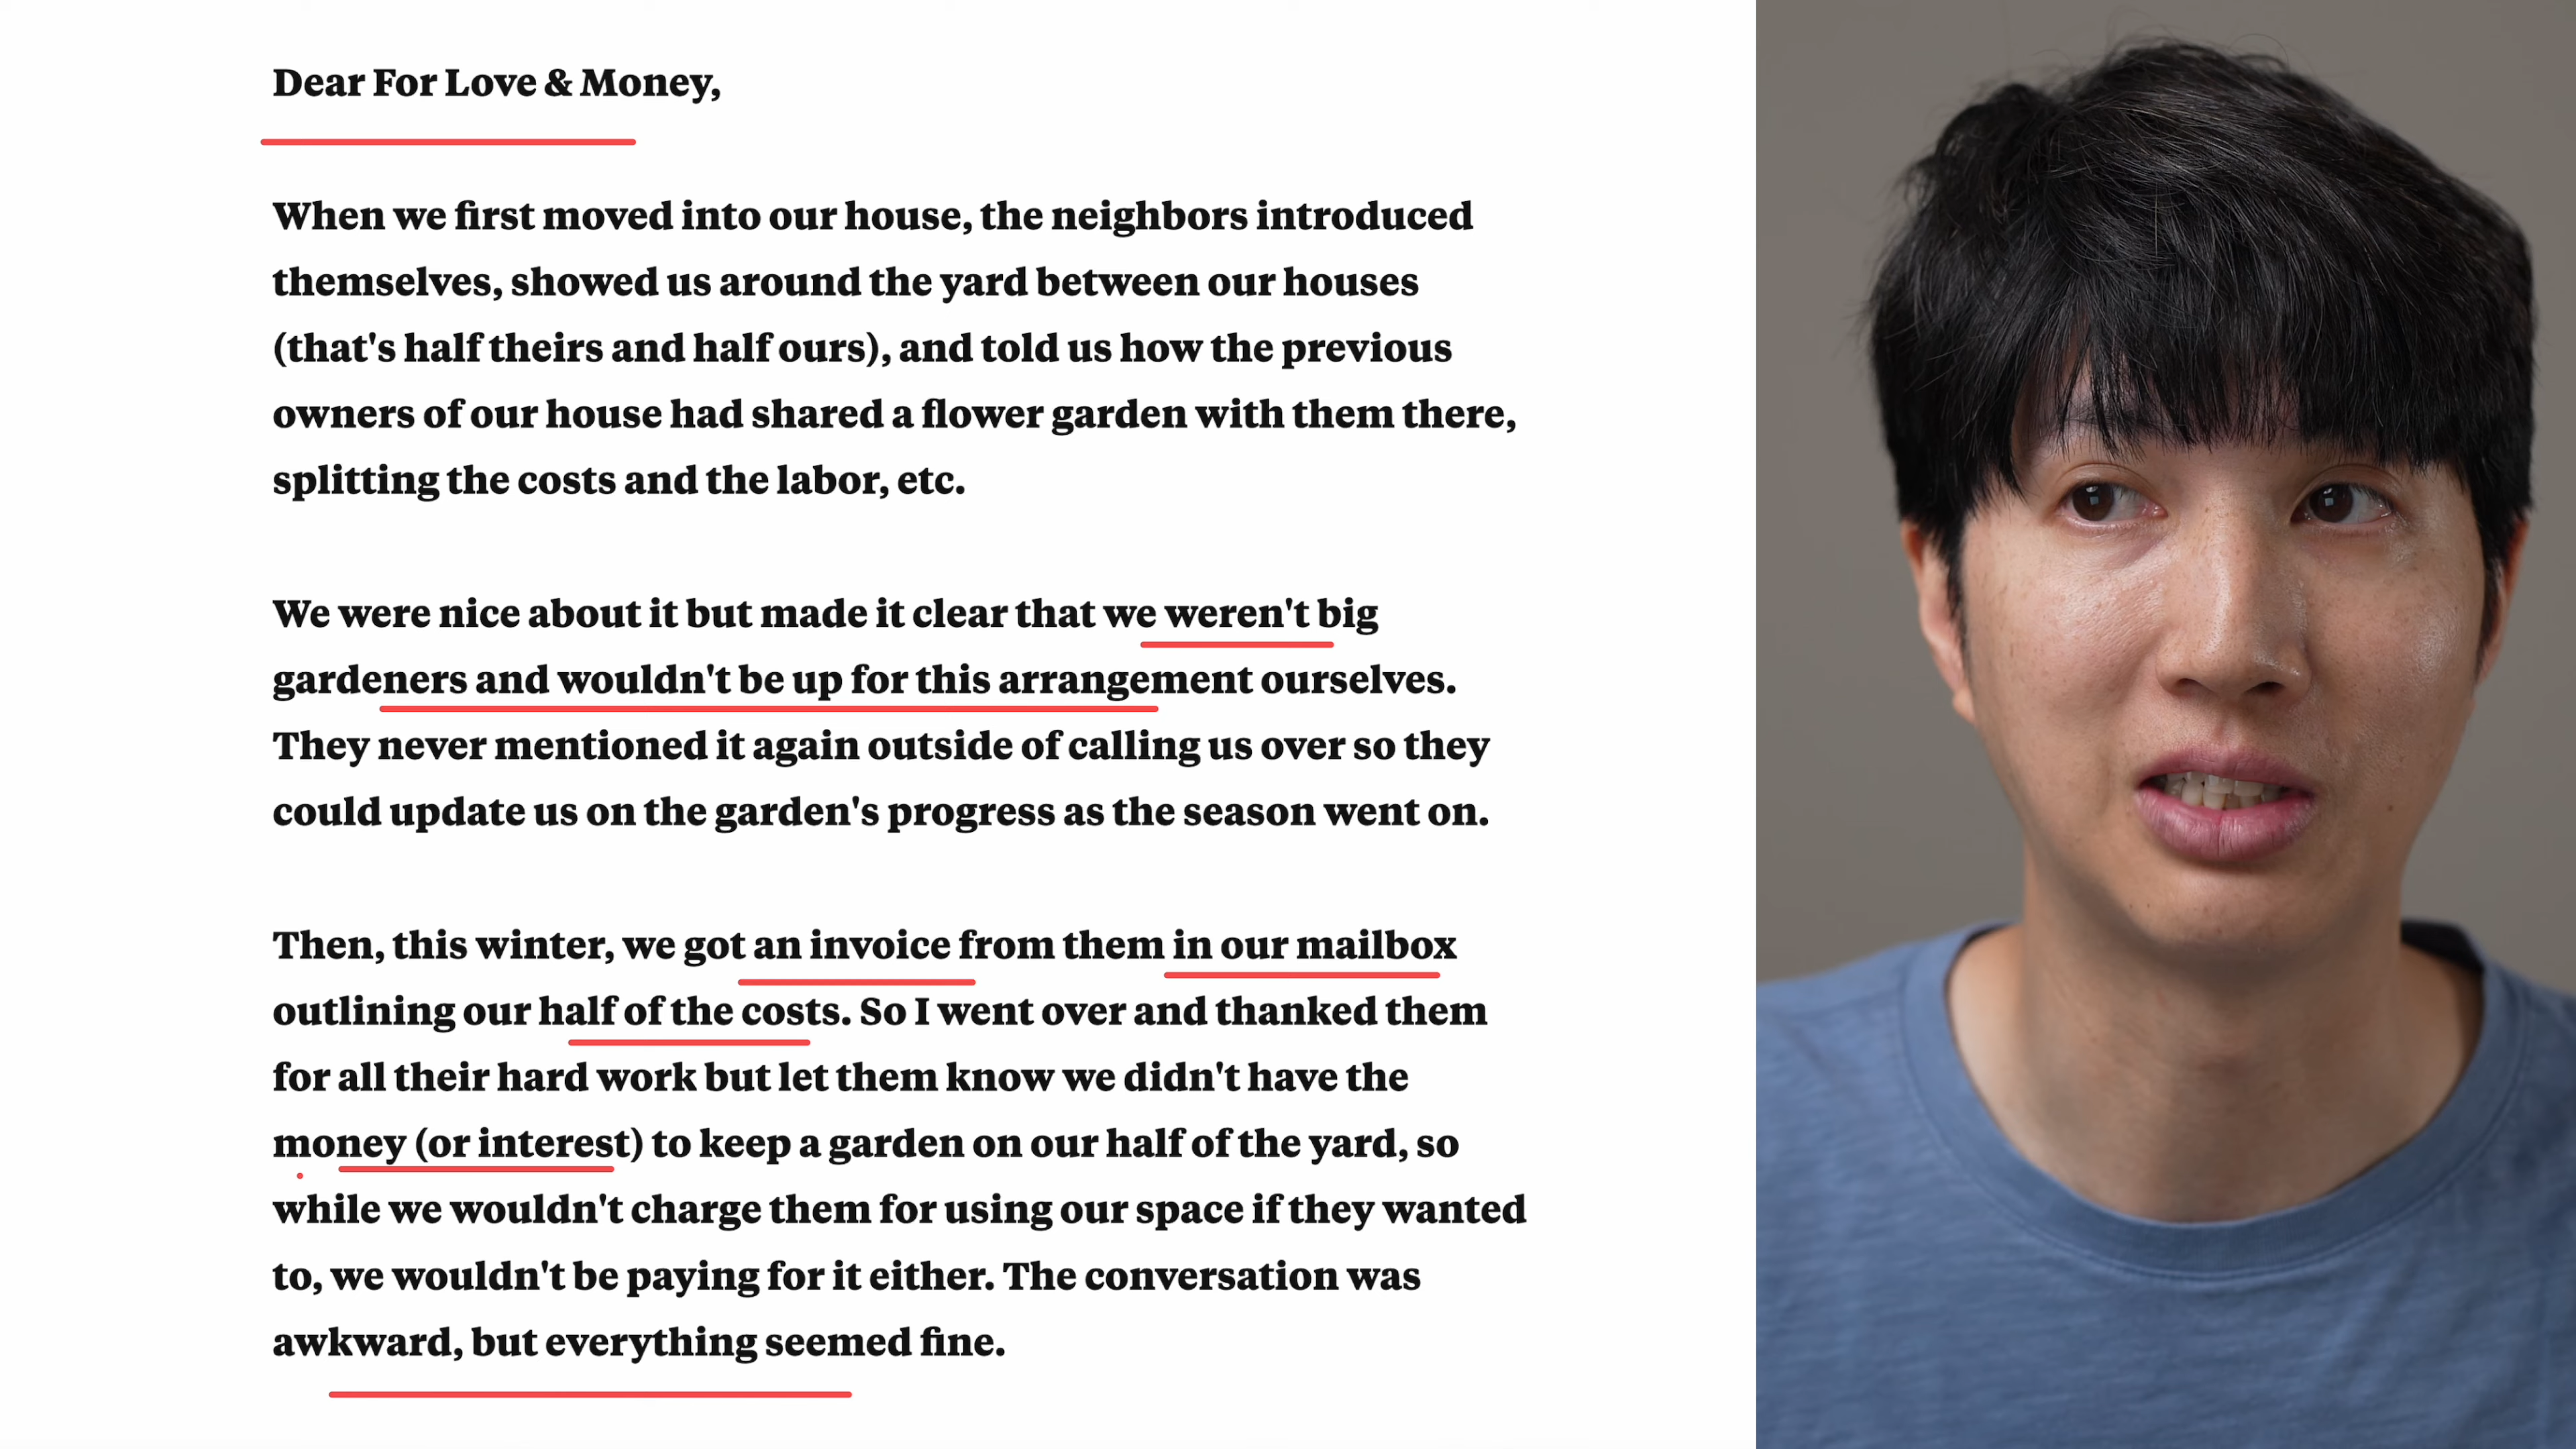 Dear For Love & Money,
When we first moved into our house, the neighbors introduced
themselves, showed us around the yard between our houses
(that's half theirs and half ours), and told us how the previous
owners of our house had shared a flower garden with them there,
splitting the costs and the labor, etc.
We were nice about it but made it clear that we weren't big
gardeners and wouldn't be up for this arrangement ourselves.
They never mentioned it again outside of calling us over so they
could update us on the garden's progress as the season went on.
Then, this winter, we got an invoice from them in our mailbox
outlining our half of the costs. So I went over and thanked them
for all their hard work but let them know we didn't have the
money (or interest) to keep a garden on our half of the yard, so
while we wouldn't charge them for using our space if they wanted
to, we wouldn't be paying for it either. The conversation was
awkward, but everything seemed fine.